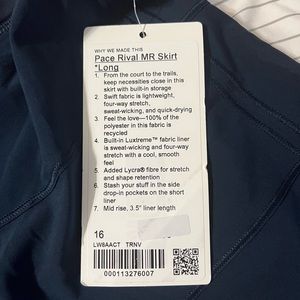 WHY WE MADE THIS
Pace Rival MR Skirt
*Long
1. From the court to the trails,
keep necessities close in this
skirt with built-in storage
2. Swift fabric is lightweight,
four-way stretch,
sweat-wicking, and quick-drying
3. Feel the love—100% of the
polyester in this fabric is
recycled
4. Built-in Luxtreme™ fabric liner
is sweat-wicking and four-way
stretch with a cool, smooth
feel
5. Added Lycra® fibre for stretch
and shape retention
6. Stash your stuff in the side
drop-in pockets on the short
liner
7. Mid rise, 3.5" liner length
16
LW8AACT TRNV
000113276007